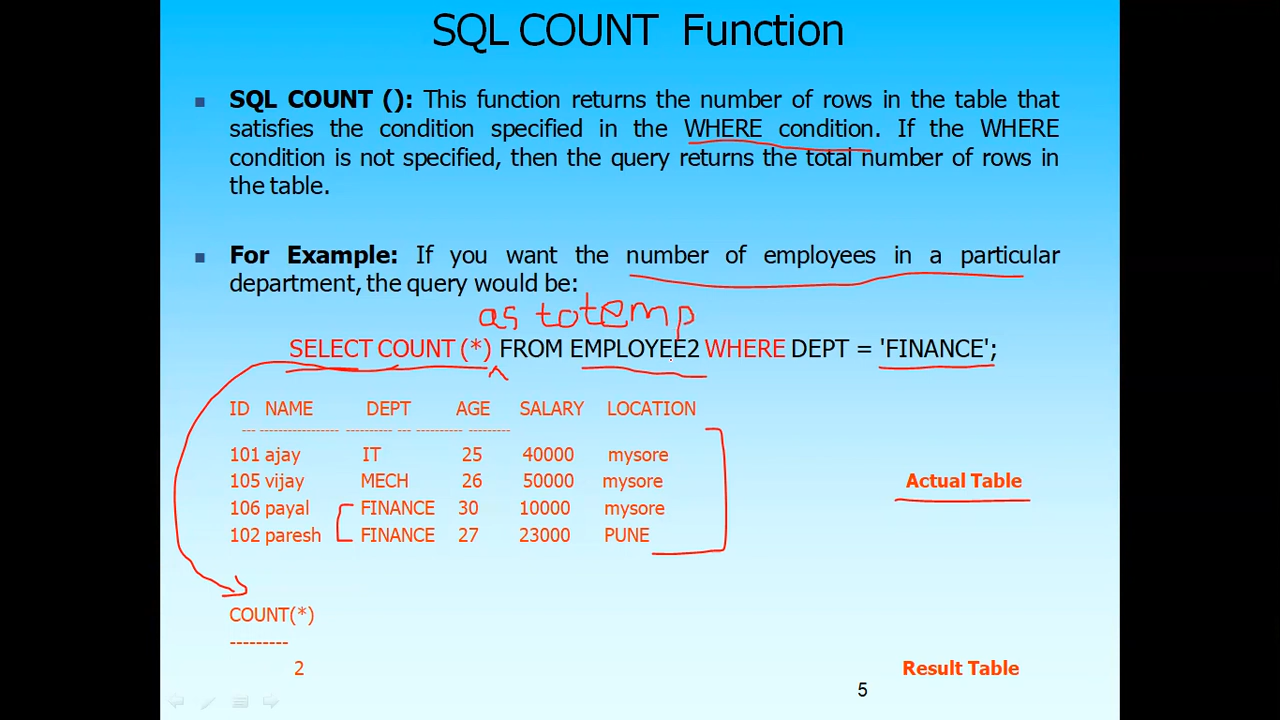 SQL COUNT Function
SQL COUNT (): This function returns the number of rows in the table that
satisfies the condition specified in the WHERE condition. If the WHERE
condition is not specified, then the query returns the total number of rows in
the table.
For Example: If you want the number of employees in a particular
department, the query would be:
as totemp
SELECT COUNT (*) FROM EMPLOYEE2 WHERE DEPT = 'FINANCE';
ID NAME DEPT AGE SALARY LOCATION
--- ----------------- ---------- --- ---------- ---------
101 ajay IT 25 40000 mysore
105 vijay MECH 26 50000 mysore
Actual Table
106 payal FINANCE 30 10000 mysore
102 paresh FINANCE 27 23000 PUNE
COUNT(*)
---------
2
Result Table
5